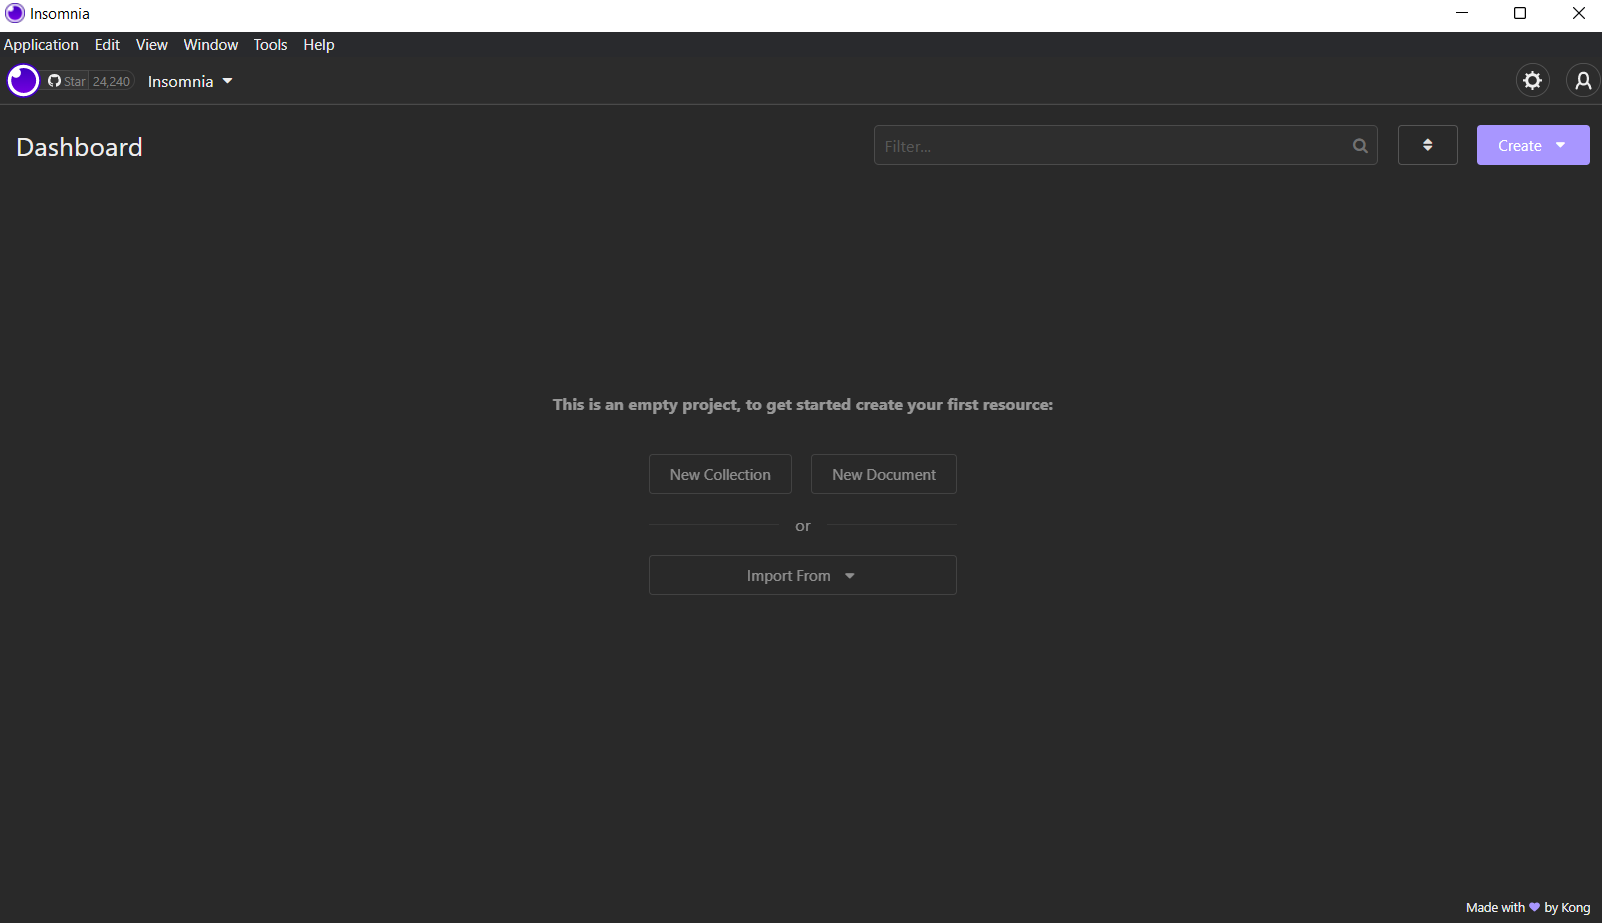 Insomnia
Application Edit View Window Tools Help
Star 24,240 Insomnia
Dashboard
Filter...
Create
This is an empty project, to get started create your first resource:
New Collection New Document
or
Import From
Made with 💜 by Kong